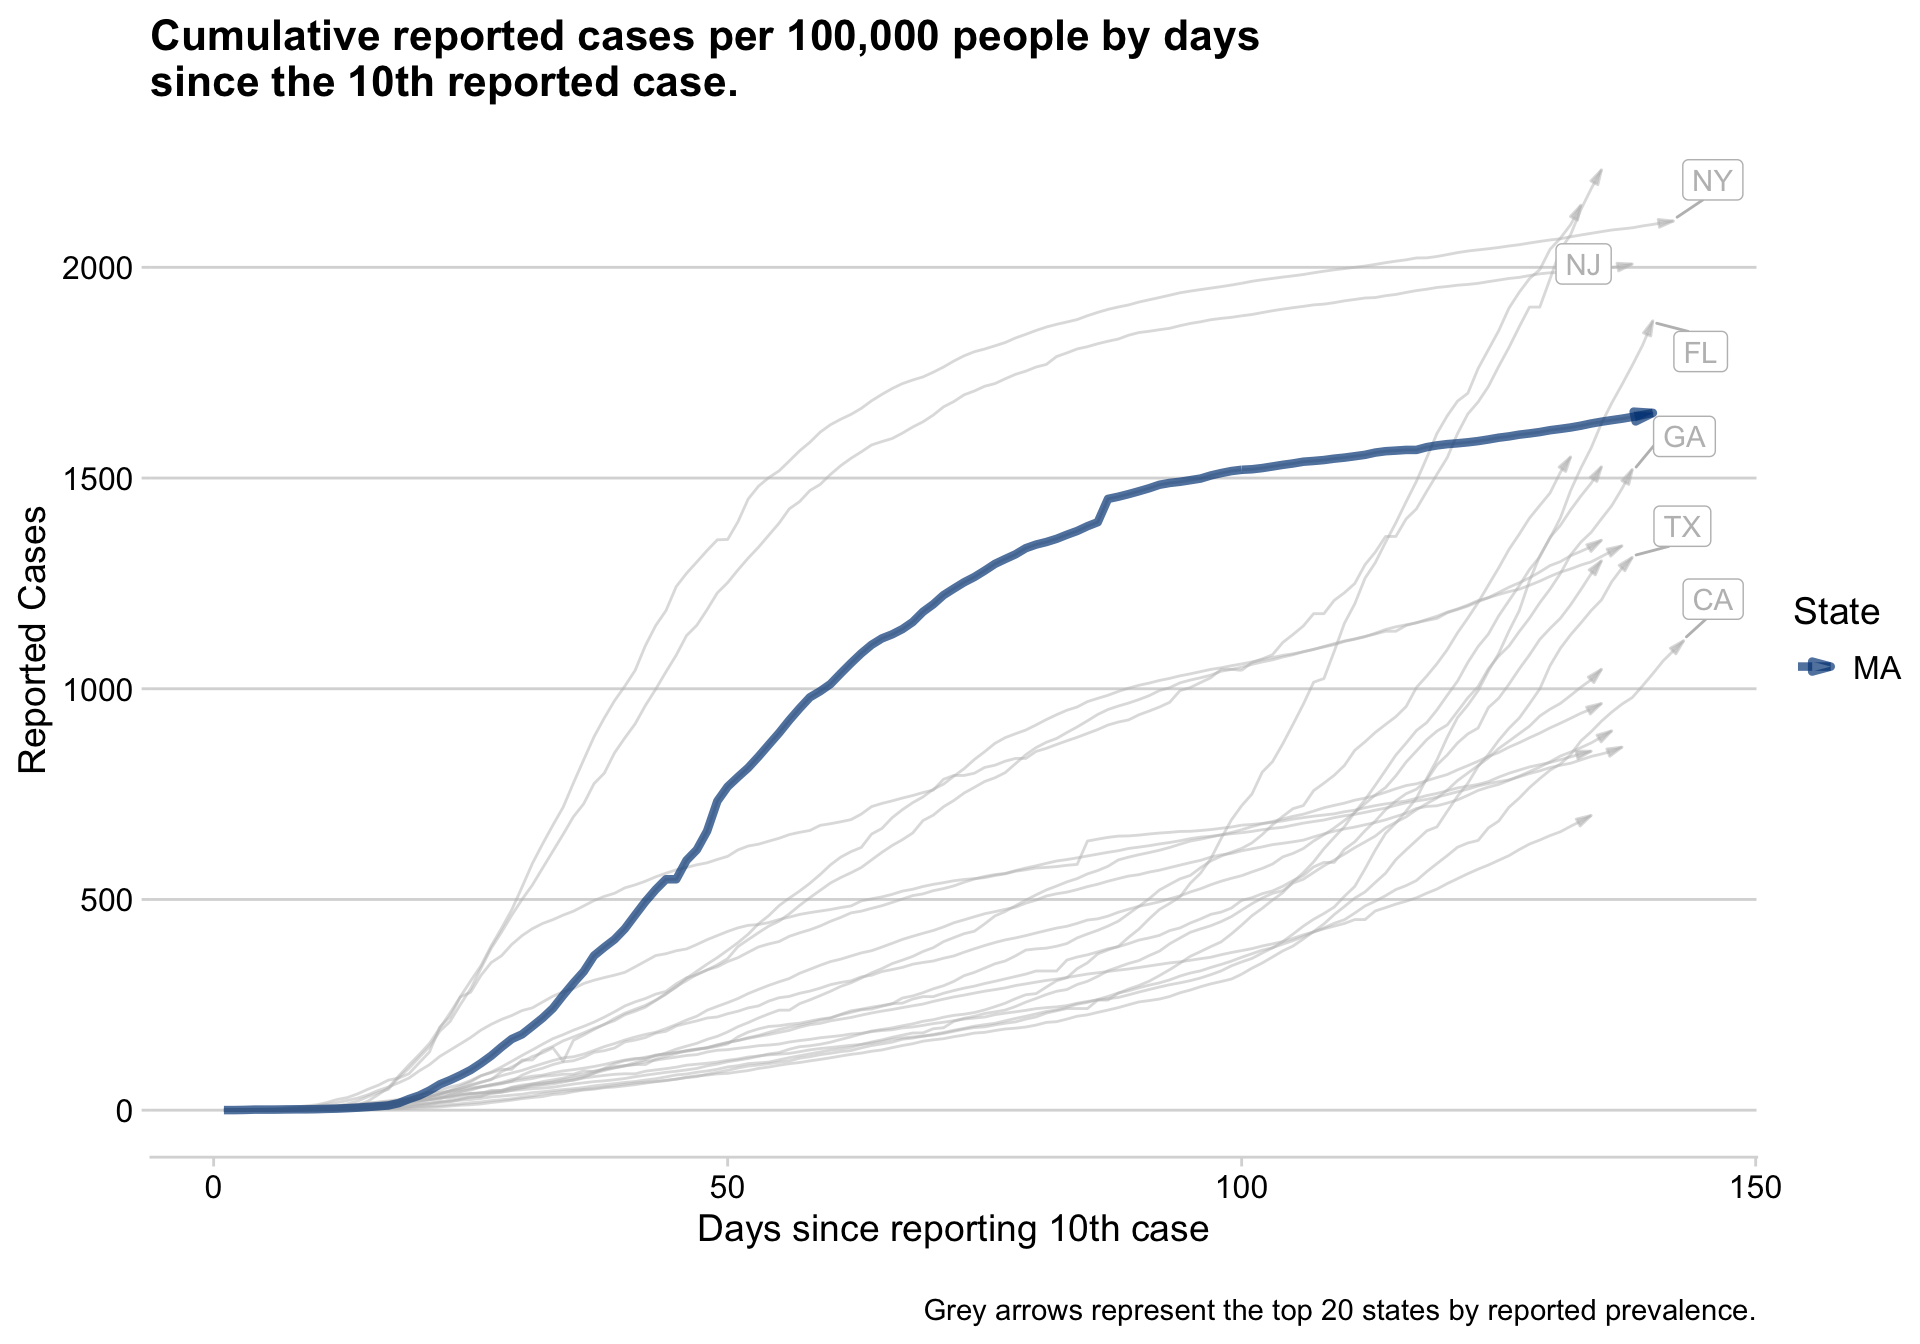 Cumulative reported cases per 100,000 people by days
since the 10th reported case.
NY
2000
NJ
FL
GA
1500
TX
CA
State
MA
1000
Reported Cases
500
0
0 50 100 150
Days since reporting 10th case
Grey arrows represent the top 20 states by reported prevalence.